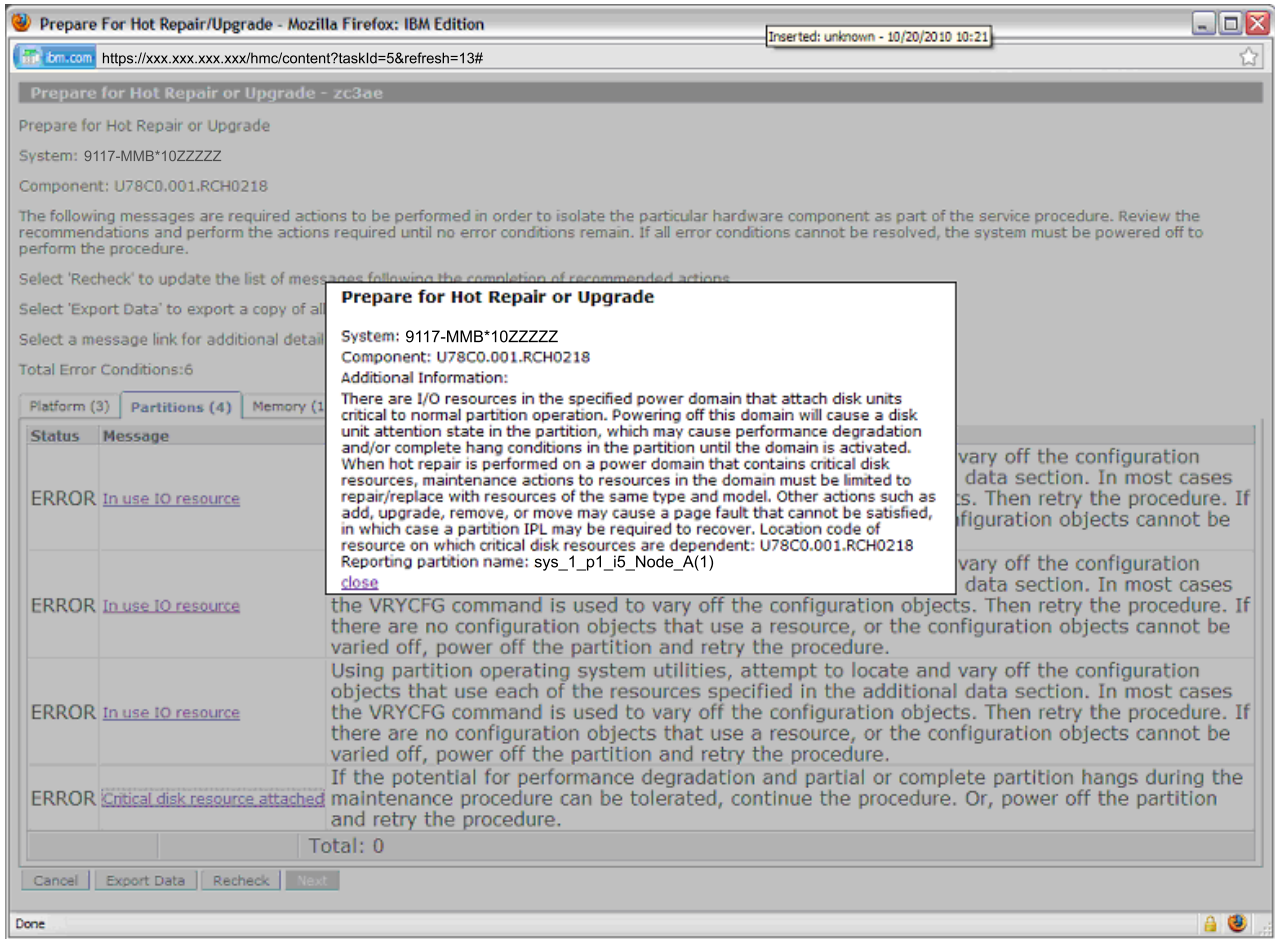 Prepare For Hot Repair/Upgrade - Mozilla Firefox: IBM Edition
Inserted: unknown - 10/20/2010 10:21
ibm.com https://xxx.xxx.xxx.xxx/hmc/content?taskId=5&refresh=13#
Prepare for Hot Repair or Upgrade - zc3ae
Prepare for Hot Repair or Upgrade
System: 9117-MMB*10ZZZZZ
Component: U78C0.001.RCH0218
The following messages are required actions to be performed in order to isolate the particular hardware component as part of the service procedure. Review the
recommendations and perform the actions required until no error conditions remain. If all error conditions cannot be resolved, the system must be powered off to
perform the procedure.
Select 'Recheck' to update the list of messages following the completion of recommended actions
Select 'Export Data' to export a copy of all
Select a message link for additional detail
Total Error Conditions:6
Platform (3) Partitions (4) Memory (1
Prepare for Hot Repair or Upgrade
System: 9117-MMB*10ZZZZZ
Component: U78C0.001.RCH0218
Additional Information:
There are I/O resources in the specified power domain that attach disk units
critical to normal partition operation. Powering off this domain will cause a disk
unit attention state in the partition, which may cause performance degradation
and/or complete hang conditions in the partition until the domain is activated.
When hot repair is performed on a power domain that contains critical disk
resources, maintenance actions to resources in the domain must be limited to
repair/replace with resources of the same type and model. Other actions such as
add, upgrade, remove, or move may cause a page fault that cannot be satisfied,
in which case a partition IPL may be required to recover. Location code of
resource on which critical disk resources are dependent: U78C0.001.RCH0218
Reporting partition name: sys_1_p1_i5_Node_A(1)
close
Status Message
ERROR In use IO resource
vary off the configuration
data section. In most cases
cts. Then retry the procedure. If
figuration objects cannot be
ERROR In use IO resource
vary off the configuration
data section. In most cases
the VRYCFG command is used to vary off the configuration objects. Then retry the procedure. If
there are no configuration objects that use a resource, or the configuration objects cannot be
varied off, power off the partition and retry the procedure.
ERROR In use IO resource
Using partition operating system utilities, attempt to locate and vary off the configuration
objects that use each of the resources specified in the additional data section. In most cases
the VRYCFG command is used to vary off the configuration objects. Then retry the procedure. If
there are no configuration objects that use a resource, or the configuration objects cannot be
varied off, power off the partition and retry the procedure.
ERROR Critical disk resource attached
If the potential for performance degradation and partial or complete partition hangs during the
maintenance procedure can be tolerated, continue the procedure. Or, power off the partition
and retry the procedure.
Total: 0
Cancel Export Data Recheck Next
Done